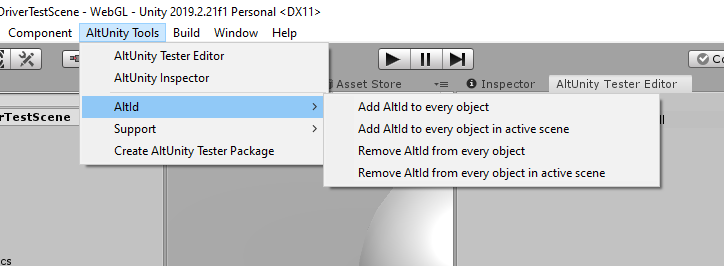 DriverTestScene - WebGL - Unity 2019.2.21f1 Personal <DX11>
Component AltUnity Tools Build Window Help
AltUnity Tester Editor
AltUnity Inspector
Asset Store Inspector AltUnity Tester Editor
AltId Add AltId to every object
rTestScene
Support Add AltId to every object in active scene
Create AltUnity Tester Package Remove AltId from every object
Remove AltId from every object in active scene
cs